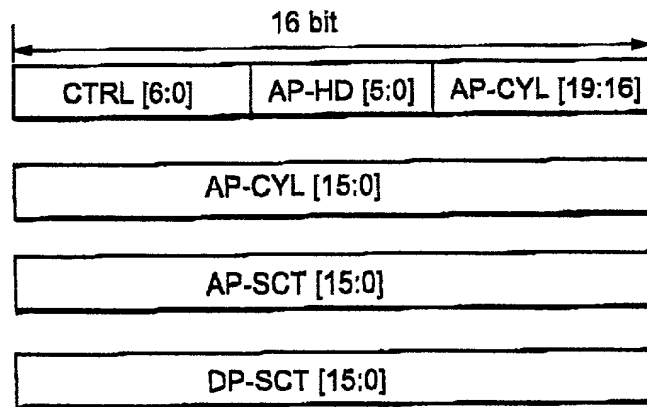 16 bit
CTRL [6:0] AP-HD [5:0] AP-CYL [19:16]
AP-CYL [15:0]
AP-SCT [15:0]
DP-SCT [15:0]